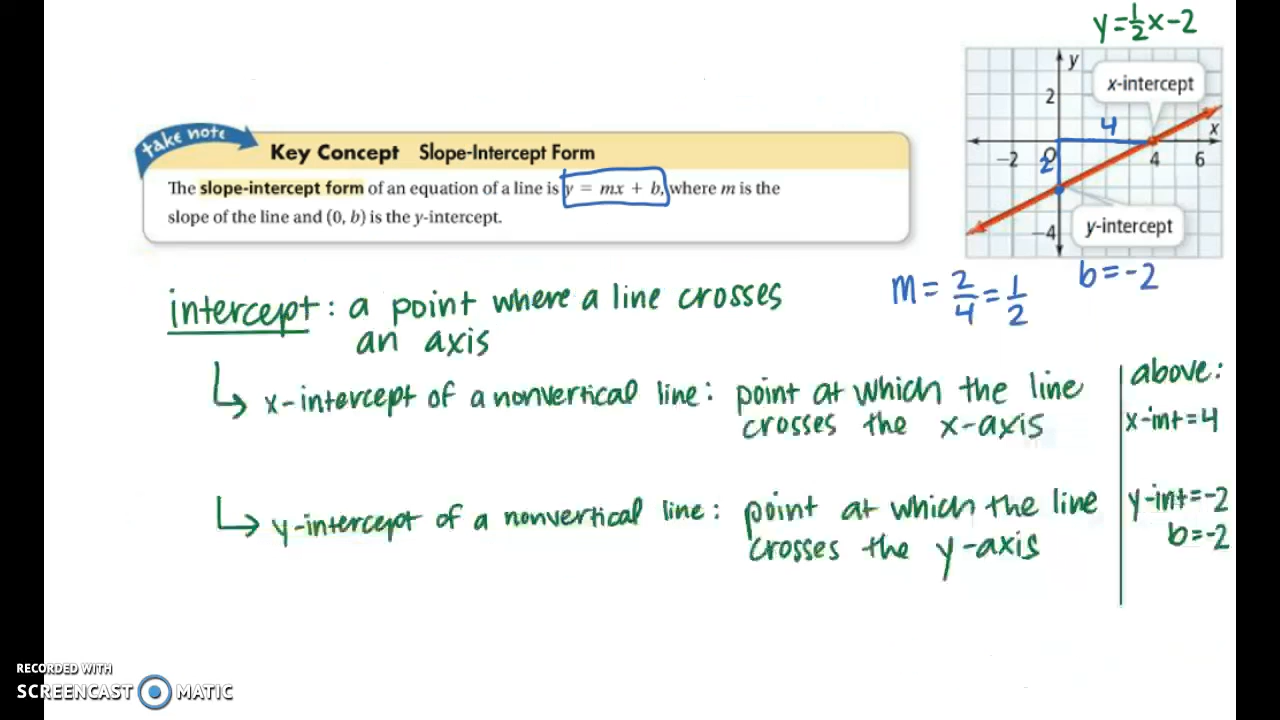 y = 1/2 x - 2
y
x-intercept
2
4
x
O
-2
2
4
6
-4
y-intercept
take note
Key Concept Slope-Intercept Form
The slope-intercept form of an equation of a line is y = mx + b, where m is the
slope of the line and (0, b) is the y-intercept.
m = 2/4 = 1/2
b = -2
intercept: a point where a line crosses
an axis
x-intercept of a nonvertical line: point at which the line
crosses the x-axis
above:
x-int = 4
y-intercept of a nonvertical line: point at which the line
crosses the y-axis
y-int = -2
b = -2
RECORDED WITH
SCREENCAST MATIC